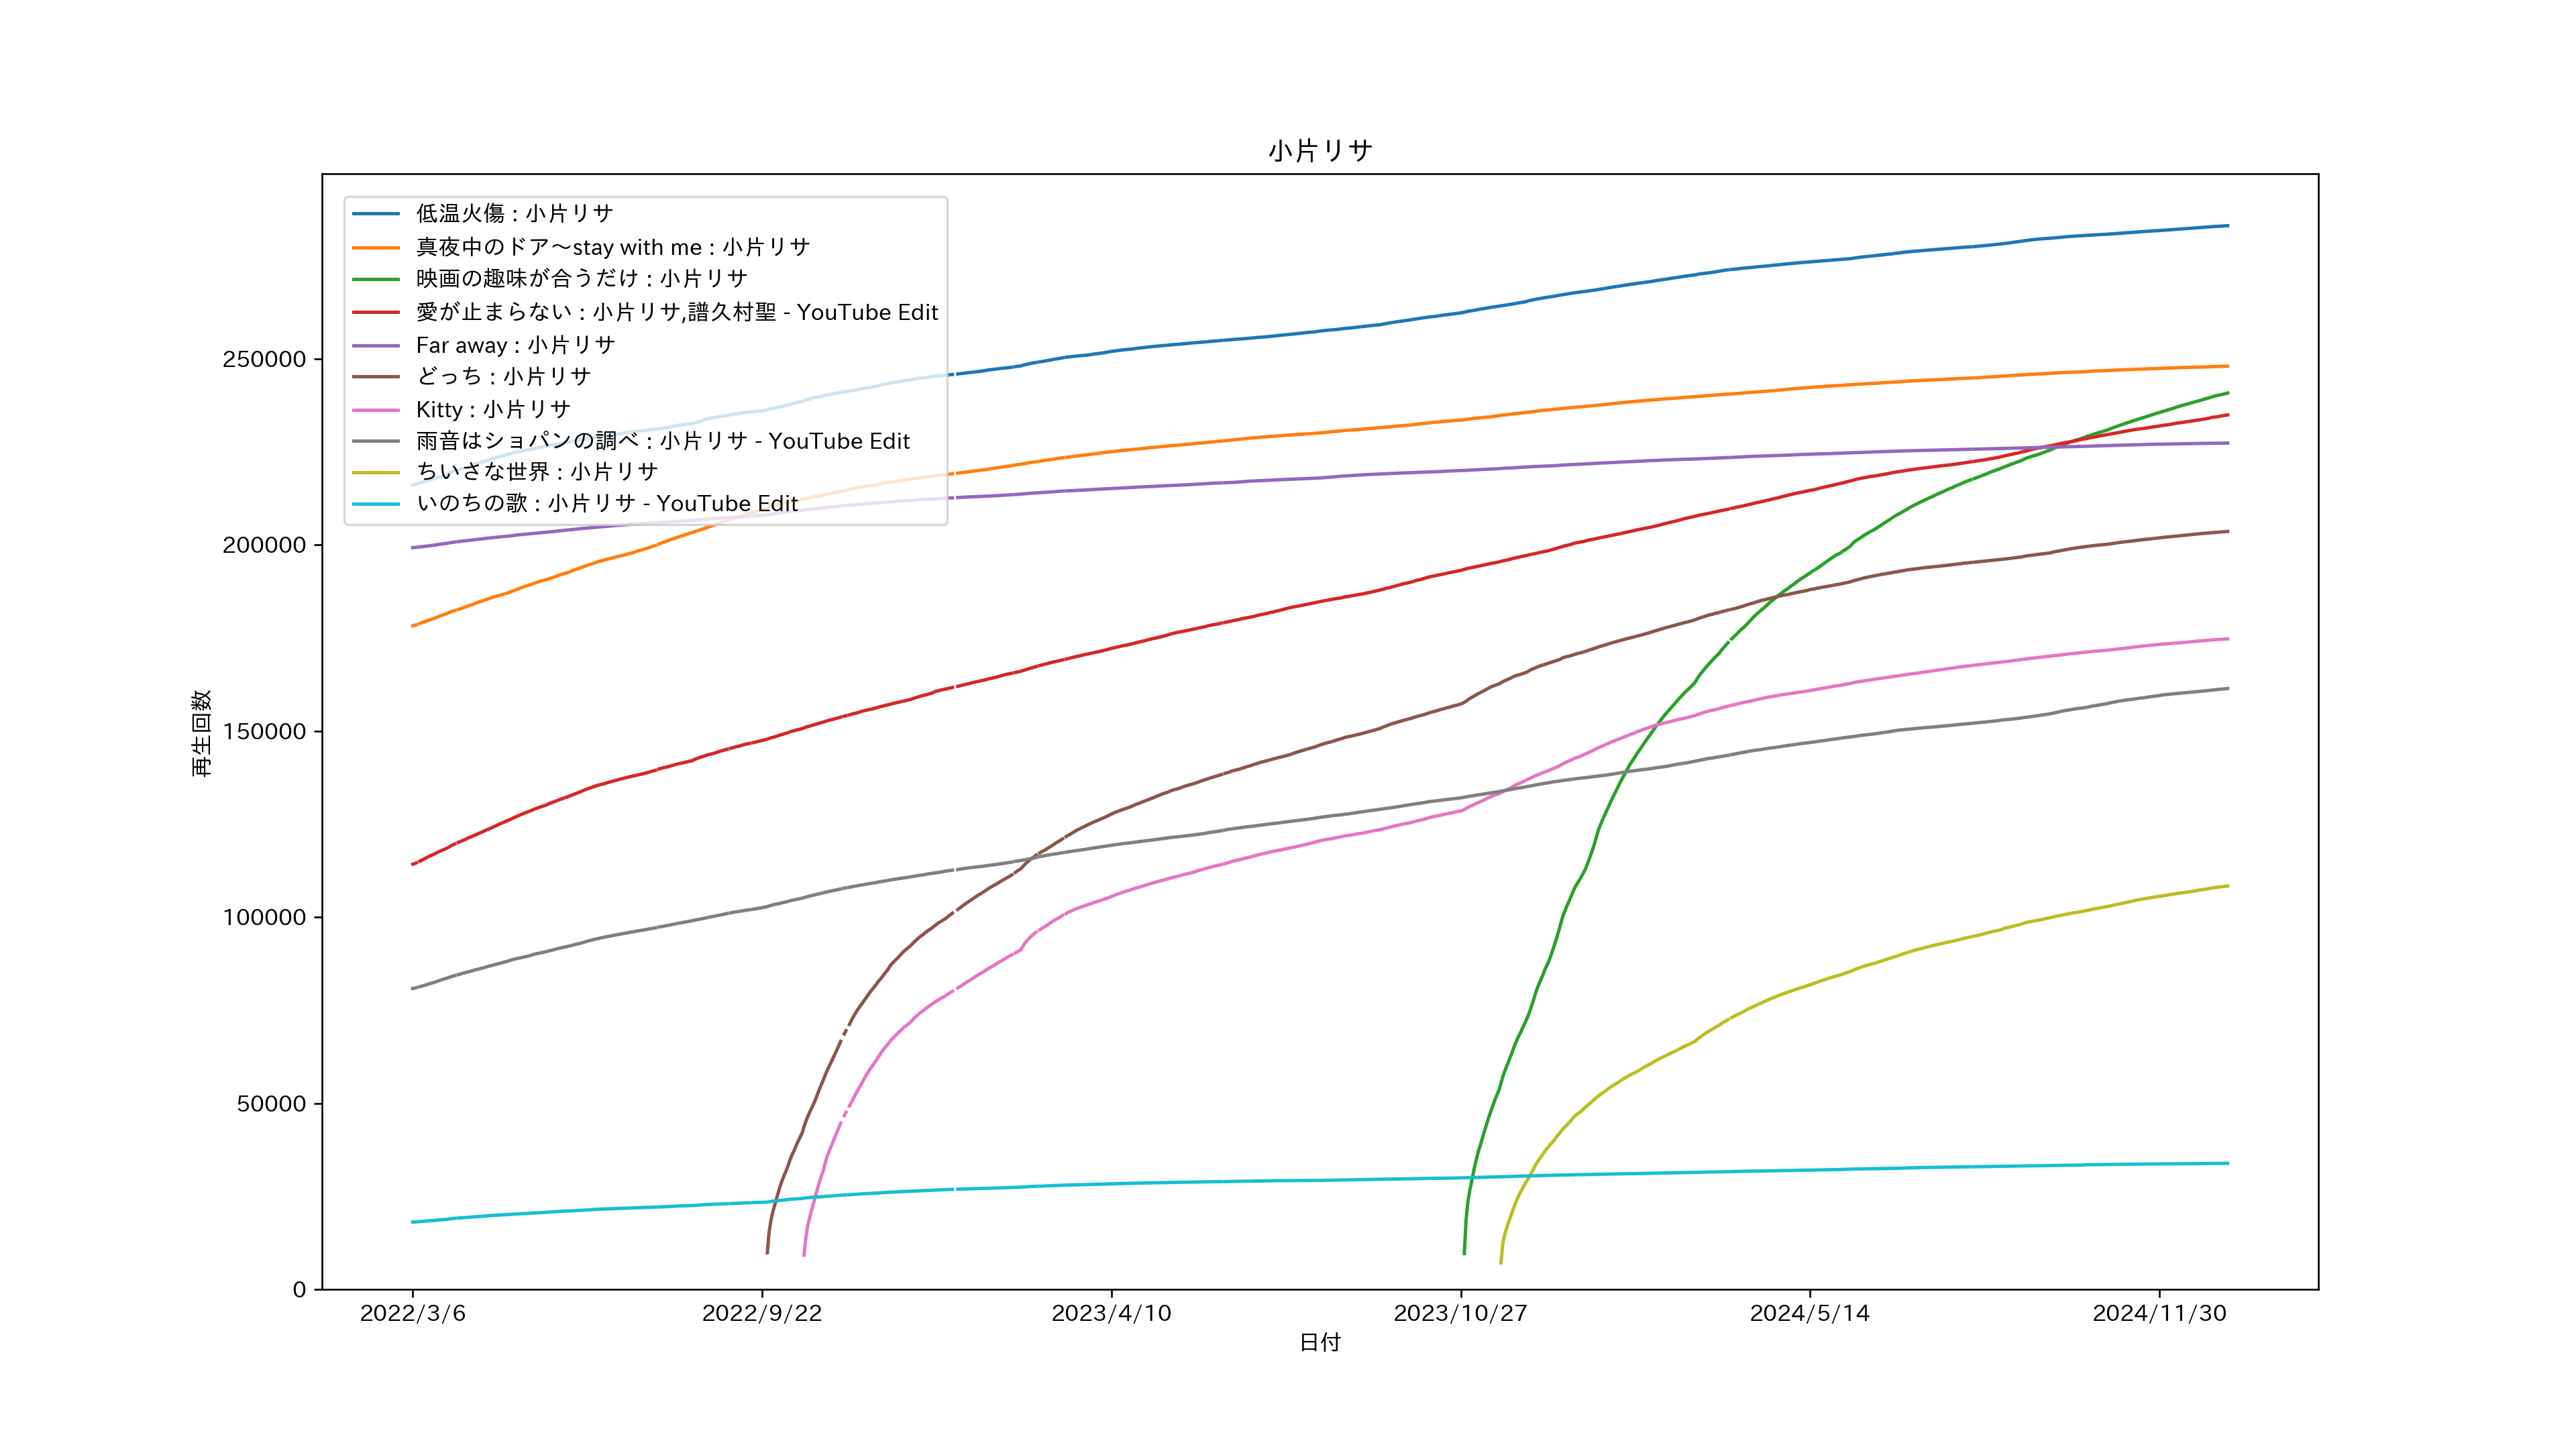 小片リサ
低温火傷 : 小片リサ
真夜中のドア～stay with me : 小片リサ
映画の趣味が合うだけ : 小片リサ
愛が止まらない : 小片リサ,譜久村聖 - YouTube Edit
Far away : 小片リサ
どっち : 小片リサ
Kitty : 小片リサ
雨音はショパンの調べ : 小片リサ - YouTube Edit
ちいさな世界 : 小片リサ
いのちの歌 : 小片リサ - YouTube Edit
再生回数
250000
200000
150000
100000
50000
0
2022/3/6 2022/9/22 2023/4/10 2023/10/27 2024/5/14 2024/11/30
日付